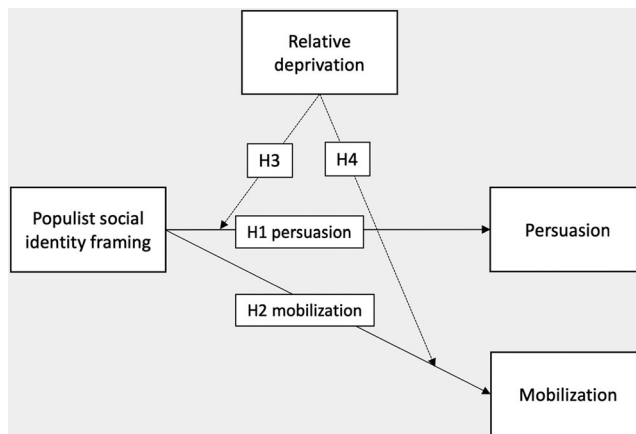 Relative
deprivation
H3
H4
Populist social
identity framing
H1 persuasion
Persuasion
H2 mobilization
Mobilization